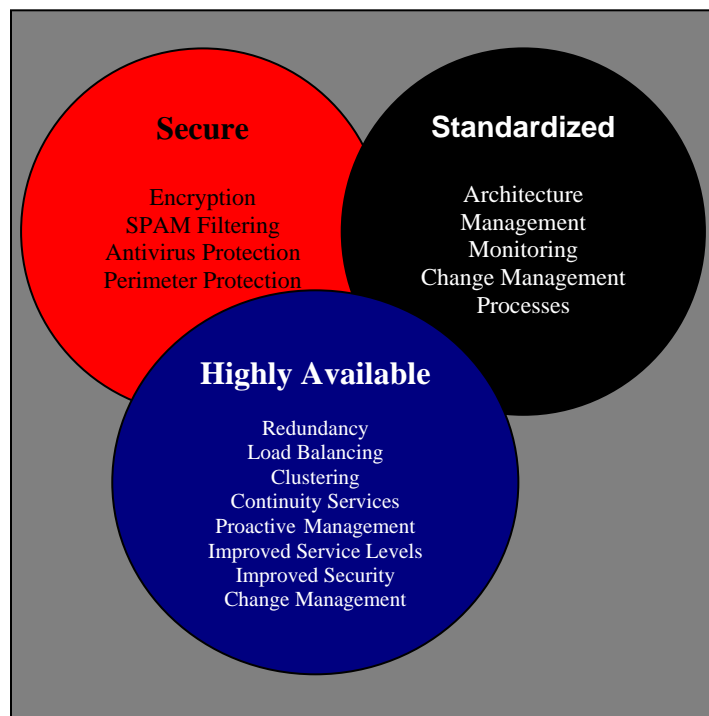 Secure
Encryption
SPAM Filtering
Antivirus Protection
Perimeter Protection
Standardized
Architecture
Management
Monitoring
Change Management
Processes
Highly Available
Redundancy
Load Balancing
Clustering
Continuity Services
Proactive Management
Improved Service Levels
Improved Security
Change Management